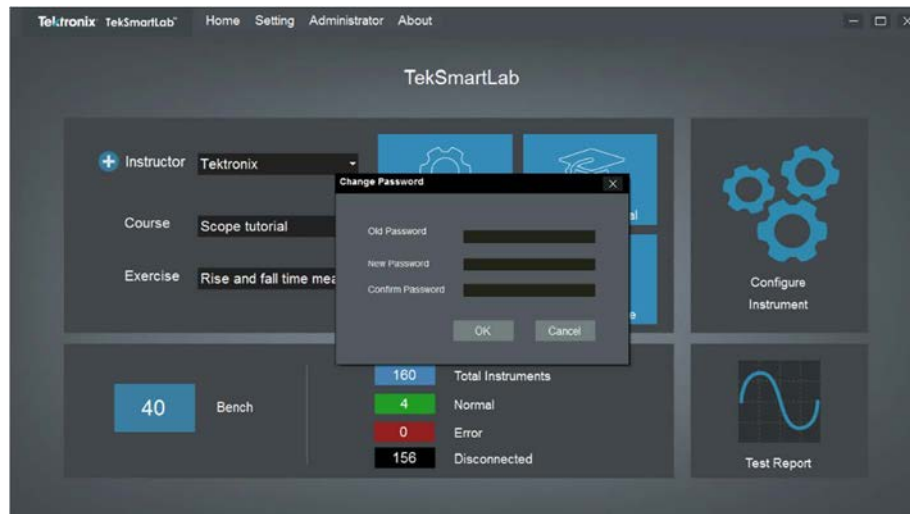 Tektronix TekSmartLab™ Home Setting Administrator About
TekSmartLab
Instructor Tektronix
Change Password
Old Password
New Password
Confirm Password
OK Cancel
al
Course Scope tutorial
Exercise Rise and fall time mea
e
Configure
Instrument
40 Bench
160 Total Instruments
4 Normal
0 Error
156 Disconnected
Test Report